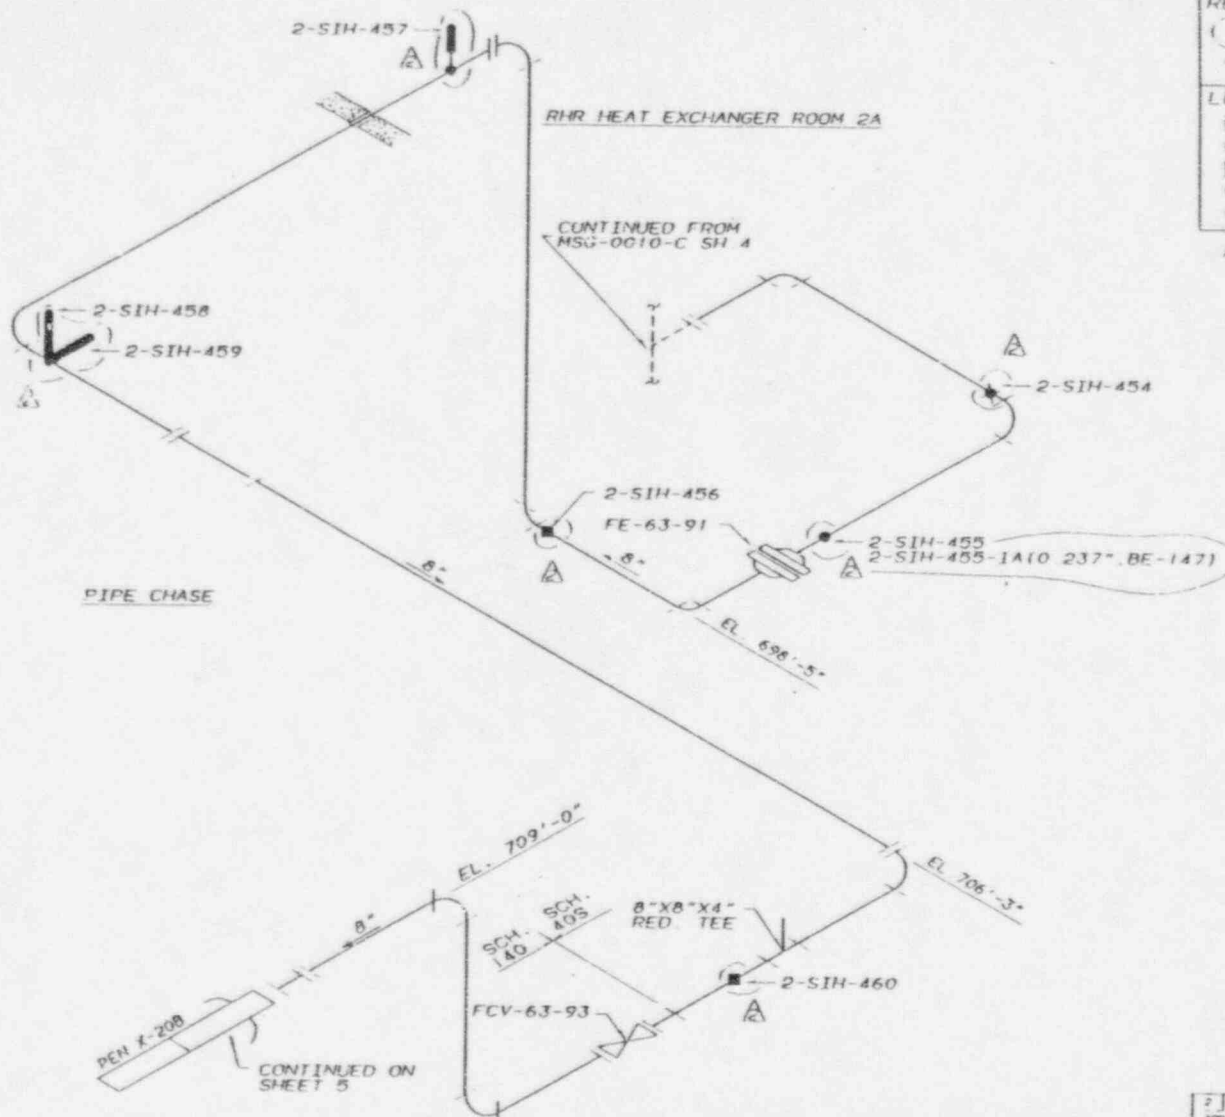 2-SIH-457
RHR HEAT EXCHANGER ROOM 2A
CONTINUED FROM
MSG-0010-C SH 4
2-SIH-458
2-SIH-459
2-SIH-454
2-SIH-456
FE-63-91
8"
2-SIH-455
2-SIH-455-IA(0.237", BE-147)
8"
PIPE CHASE
EL. 698'-5"
EL. 709'-0"
EL 706'-3"
8"
SCH.
40S
SCH.
140
8"X8"X4"
RED. TEE
2-SIH-460
FCV-63-93
PEN X-20B
CONTINUED ON
SHEET 5
2